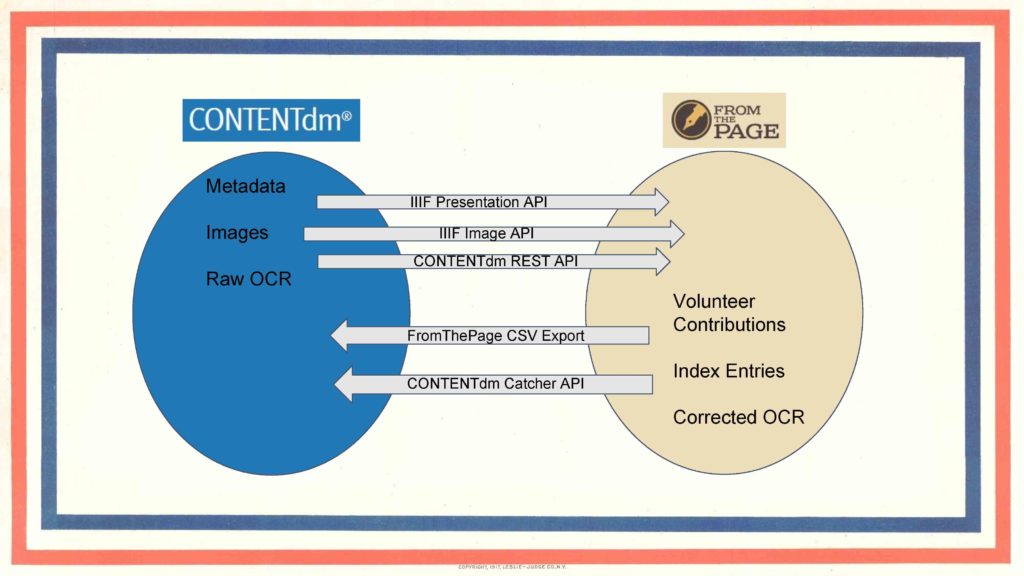 CONTENTdm®
FROM
THE
PAGE
Metadata
Images
Raw OCR
IIIF Presentation API
IIIF Image API
CONTENTdm REST API
FromThePage CSV Export
CONTENTdm Catcher API
Volunteer
Contributions
Index Entries
Corrected OCR
COPYRIGHT, 1917, LESLIE-JUDGE CO., N.Y.